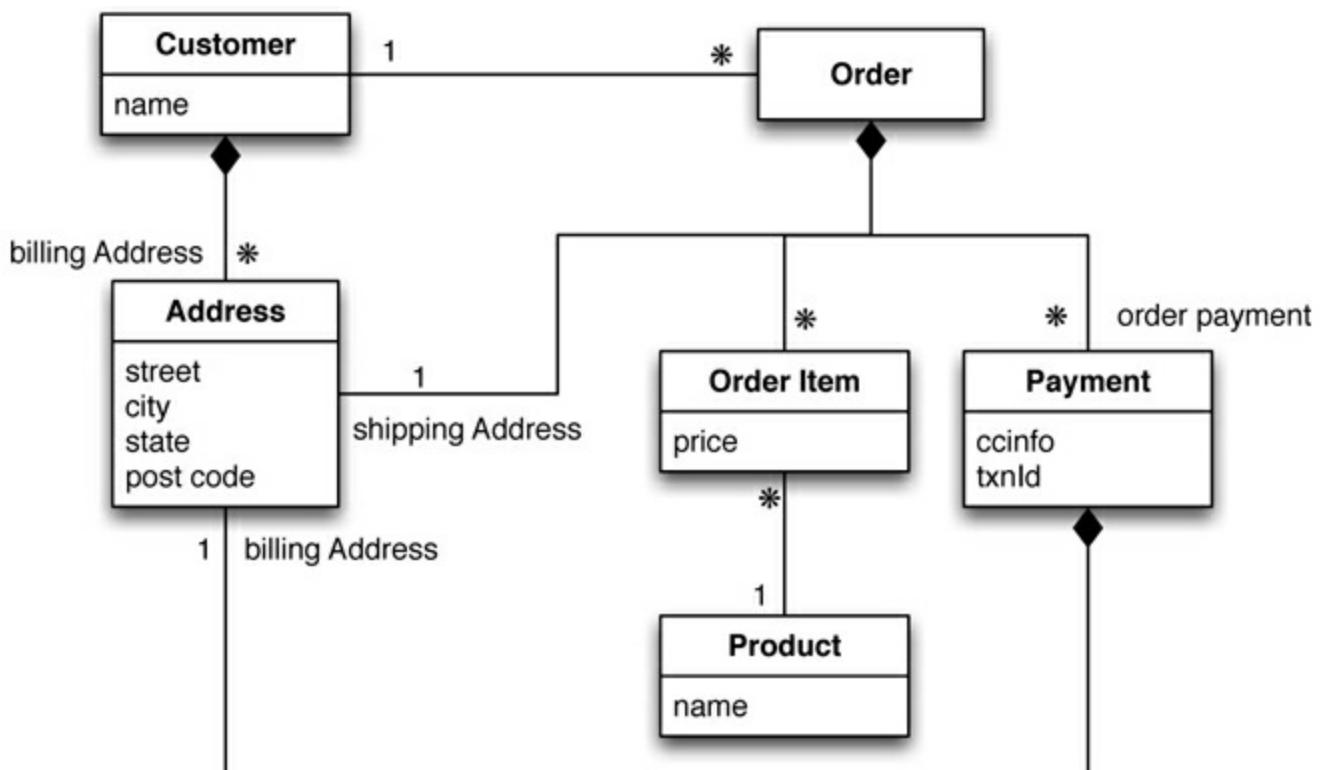 Customer
name
1
*
Order
billing Address
*
Address
street
city
state
post code
1
shipping Address
*
Order Item
price
*
order payment
Payment
ccinfo
txnId
*
1
Product
name
1
billing Address